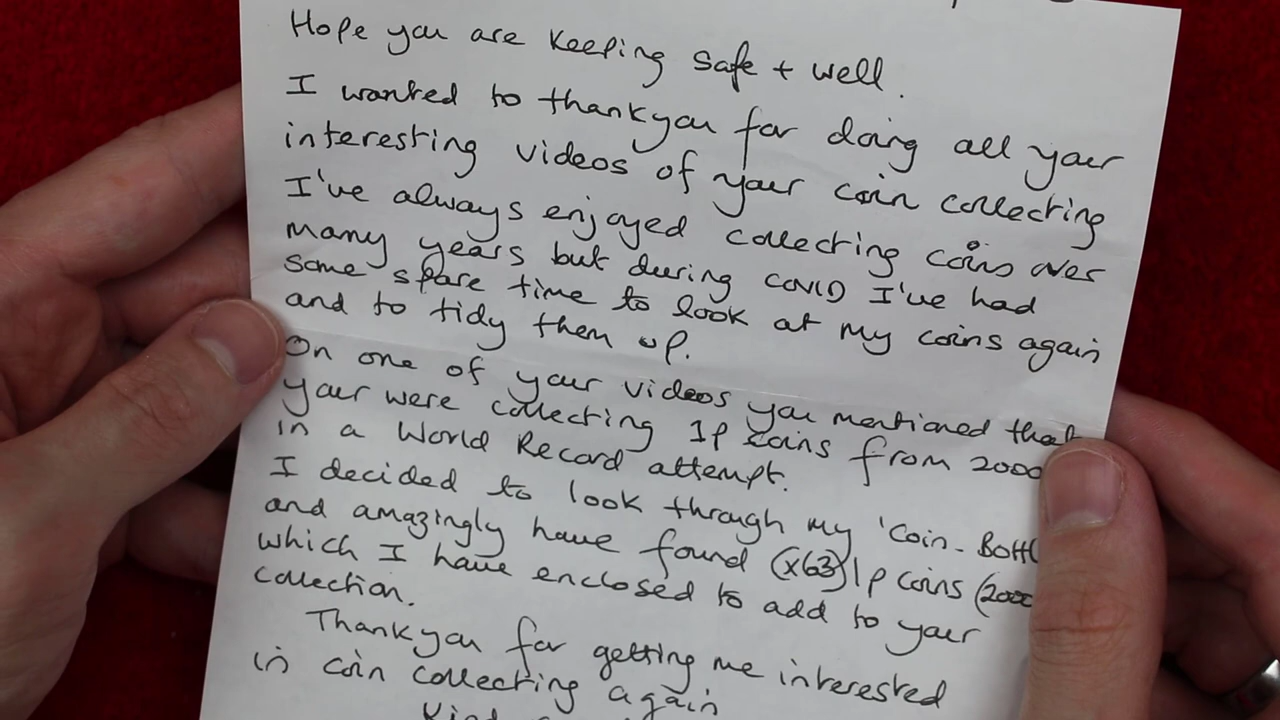 Hope you are keeping safe + well.
I wanted to thankyou for doing all your
interesting videos of your coin collecting
I've always enjoyed collecting coins over
many years but during COVID I've had
some spare time to look at my coins again
and to tidy them up.
On one of your videos you mentioned that
your were collecting 1p coins from 2000
in a World Record attempt.
I decided to look through my 'Coin-Bottl
and amazingly have found (x63) 1p coins (2000
which I have enclosed to add to your
collection.
Thankyou for getting me interested
in coin collecting again
Kind